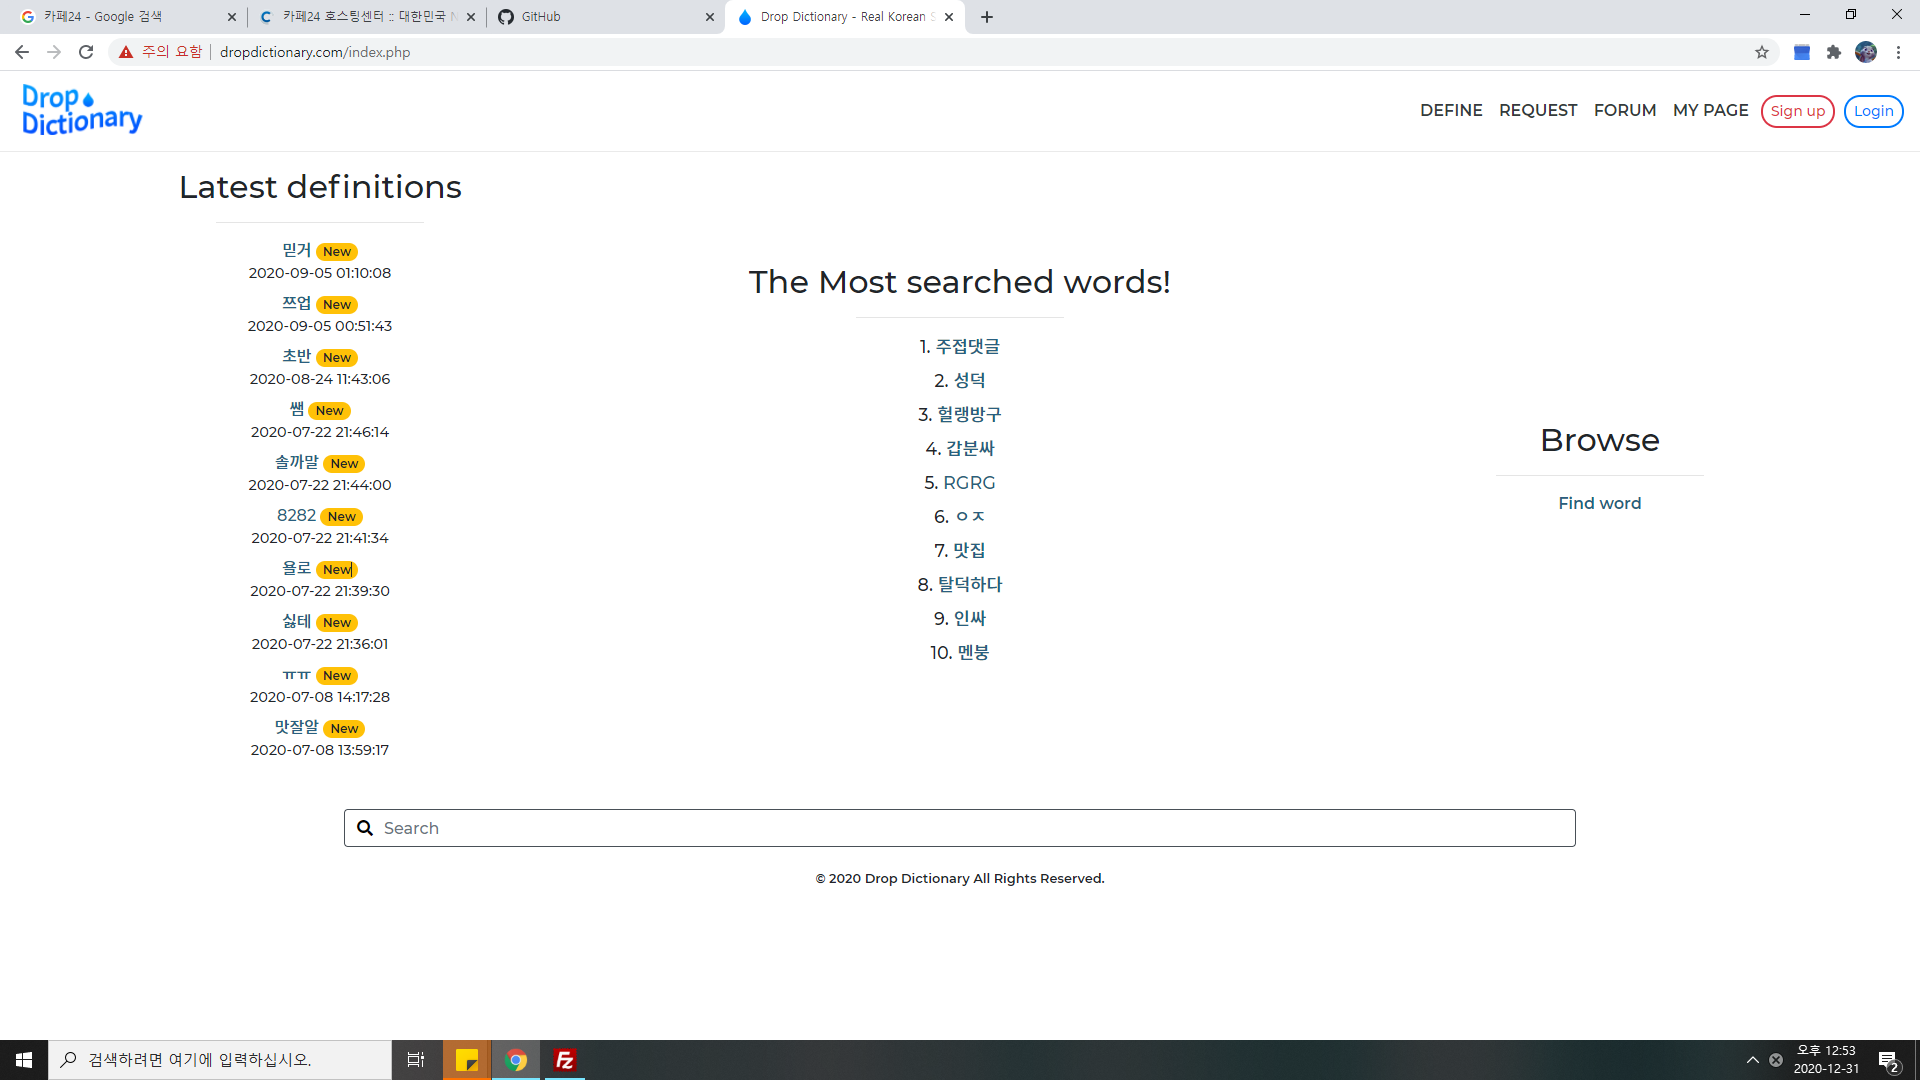 카페24 - Google 검색
카페24 호스팅센터 :: 대한민국 N
GitHub
Drop Dictionary - Real Korean S
주의 요함
dropdictionary.com/index.php
Drop
Dictionary
DEFINE REQUEST FORUM MY PAGE Sign up Login
Latest definitions
믿거 New
2020-09-05 01:10:08
쯔업 New
2020-09-05 00:51:43
초반 New
2020-08-24 11:43:06
쌤 New
2020-07-22 21:46:14
솔까말 New
2020-07-22 21:44:00
8282 New
2020-07-22 21:41:34
욜로 New
2020-07-22 21:39:30
싫테 New
2020-07-22 21:36:01
ㅠㅠ New
2020-07-08 14:17:28
맛잘알 New
2020-07-08 13:59:17
The Most searched words!
1. 주접댓글
2. 성덕
3. 헐랭방구
4. 갑분싸
5. RGRG
6. ㅇㅈ
7. 맛집
8. 탈덕하다
9. 인싸
10. 멘붕
Browse
Find word
Search
© 2020 Drop Dictionary All Rights Reserved.
검색하려면 여기에 입력하십시오.
Fz
오후 12:53
2020-12-31
2